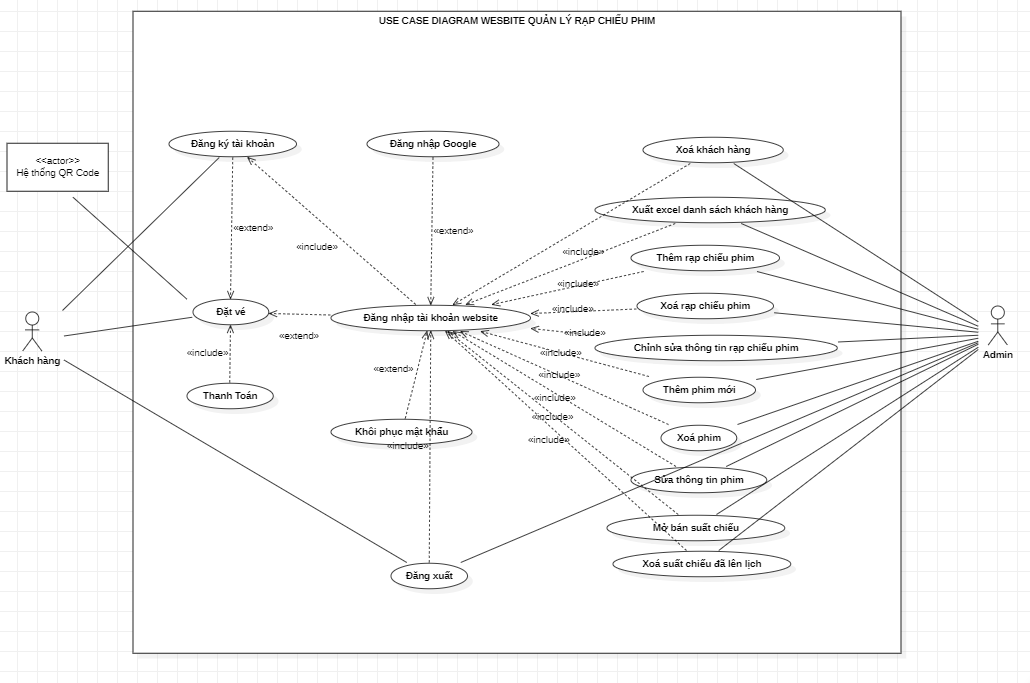 USE CASE DIAGRAM WESBITE QUẢN LÝ RẠP CHIẾU PHIM
Đăng ký tài khoản
Đăng nhập Google
Xoá khách hàng
<<actor>>
Hệ thống QR Code
Xuất excel danh sách khách hàng
«extend»
«extend»
«include»
«include»
Thêm rạp chiếu phim
«include»
Đặt vé
Đăng nhập tài khoản website
«include»
Xoá rạp chiếu phim
«extend»
«include»
Chỉnh sửa thông tin rạp chiếu phim
Khách hàng
Admin
«include»
«include»
«extend»
«include»
Thêm phim mới
Thanh Toán
«include»
«include»
Khôi phục mật khẩu
«include»
«include»
Xoá phim
Sửa thông tin phim
Mở bán suất chiếu
Xoá suất chiếu đã lên lịch
Đăng xuất